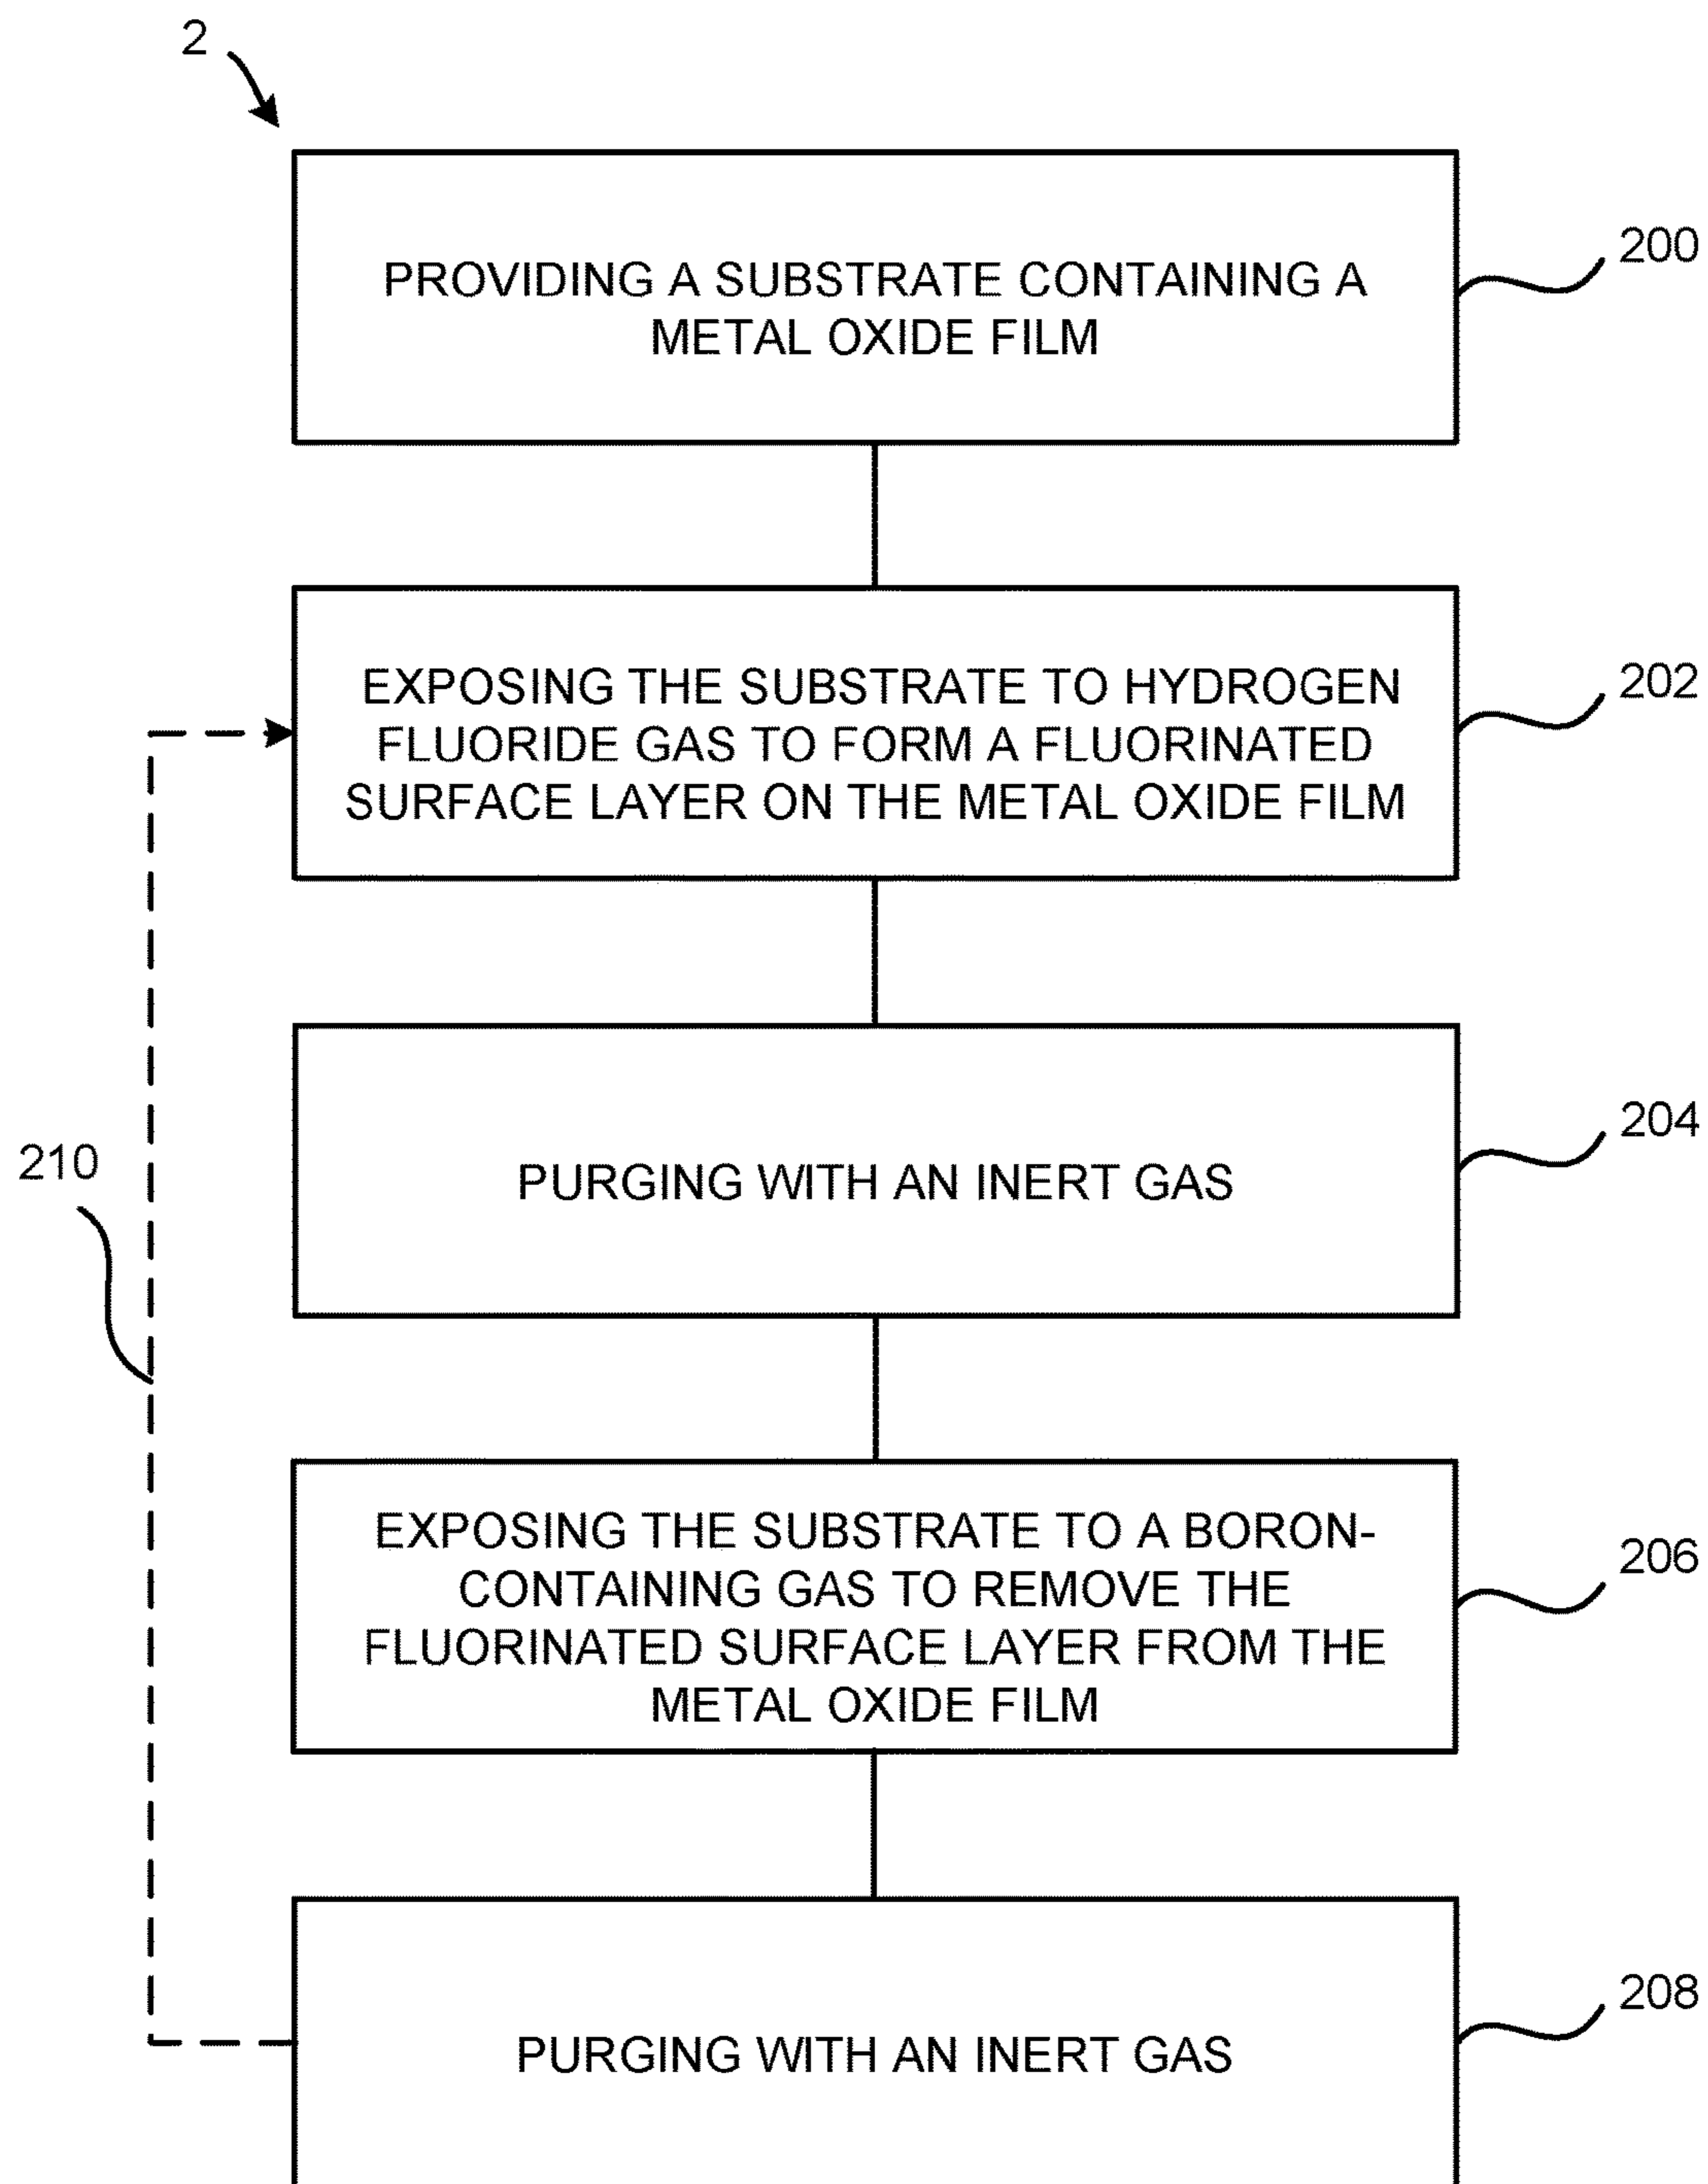 2
PROVIDING A SUBSTRATE CONTAINING A
METAL OXIDE FILM
200
EXPOSING THE SUBSTRATE TO HYDROGEN
FLUORIDE GAS TO FORM A FLUORINATED
SURFACE LAYER ON THE METAL OXIDE FILM
202
PURGING WITH AN INERT GAS
204
210
EXPOSING THE SUBSTRATE TO A BORON-
CONTAINING GAS TO REMOVE THE
FLUORINATED SURFACE LAYER FROM THE
METAL OXIDE FILM
206
PURGING WITH AN INERT GAS
208